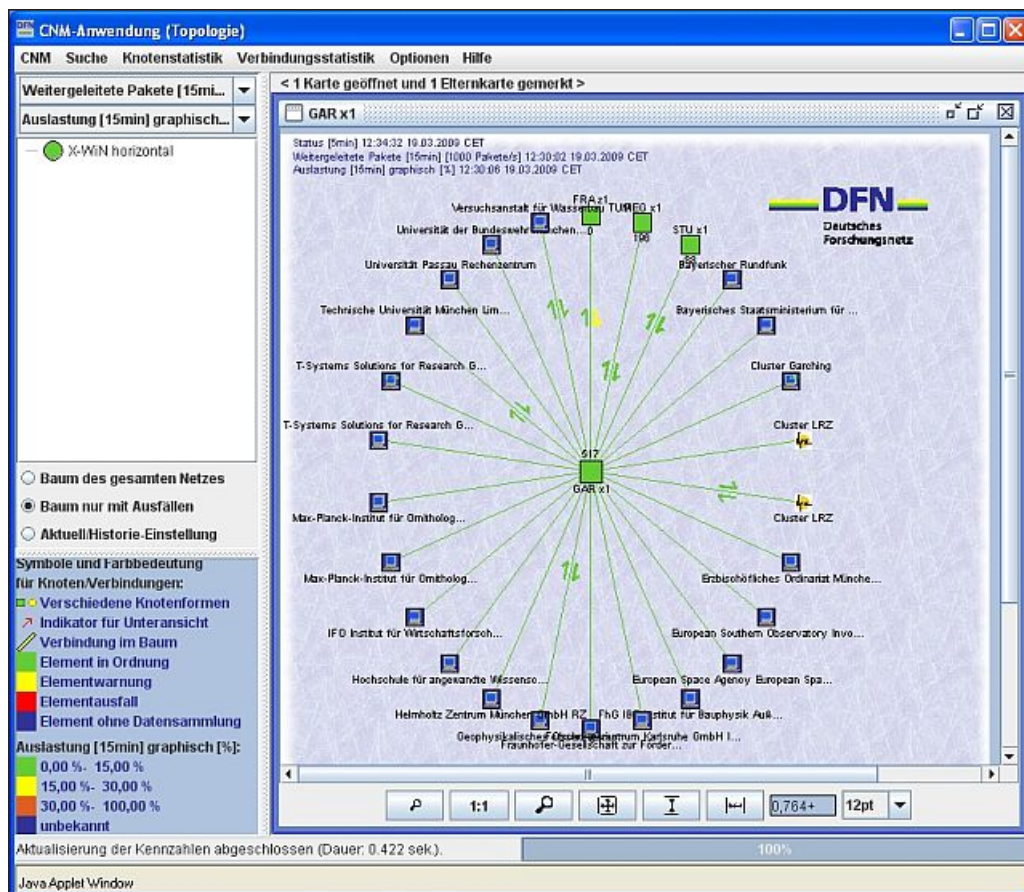 DFN CNM-Anwendung (Topologie)
CNM Suche Knotenstatistik Verbindungsstatistik Optionen Hilfe
Weitergeleitete Pakete [15mi...
Auslastung [15min] graphisch...
X-WiN horizontal
Baum des gesamten Netzes
Baum nur mit Ausfällen
Aktuell/Historie-Einstellung
Symbole und Farbbedeutung
für Knoten/Verbindungen:
Verschiedene Knotenformen
Indikator für Unteransicht
Verbindung im Baum
Element in Ordnung
Elementwarnung
Elementausfall
Element ohne Datensammlung
Auslastung [15min] graphisch [%]:
0,00 %- 15,00 %
15,00 %- 30,00 %
30,00 %- 100,00 %
unbekannt
< 1 Karte geöffnet und 1 Elternkarte gemerkt >
GAR x1
Status [5min] 12:34:32 19.03.2009 CET
Weitergeleitete Pakete [15min] [1000 Pakete/s] 12:30:02 19.03.2009 CET
Auslastung [15min] graphisch [%] 12:30:06 19.03.2009 CET
DFN
Deutsches
Forschungsnetz
FRA x1
Versuchsanstalt für Wasserbau TUM
x1
0
196
Universität der Bundeswehr München...
STU x1
Universität Passau Rechenzentrum
Bayerischer Rundfunk
Technische Universität München Lim...
Bayerisches Staatsministerium für ...
T-Systems Solutions for Research G...
Cluster Garching
T-Systems Solutions for Research G...
Cluster LRZ
517
GAR x1
Max-Planck-Institut für Ornitholog...
Cluster LRZ
Max-Planck-Institut für Ornitholog...
Erzbischöfliches Ordinariat Münche...
IFO Institut für Wirtschaftsforsch...
European Southern Observatory Invo...
Hochschule für angewandte Wissensc...
European Space Agency European Spa...
Helmholtz Zentrum München GmbH RZ
FhG IBP Institut für Bauphysik Auß...
Geophysikalisches
Karlsruhe GmbH I...
Fraunhofer-Gesellschaft zur Förder...
1:1
0,764+
12pt
Aktualisierung der Kennzahlen abgeschlossen (Dauer: 0.422 sek.).
100%
Java Applet Window